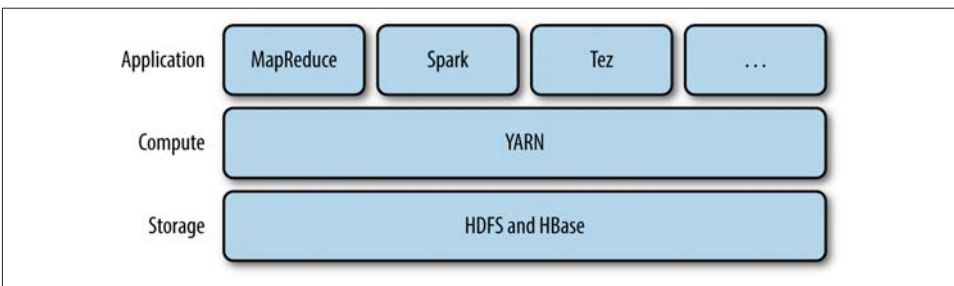 Application MapReduce Spark Tez ...
Compute YARN
Storage HDFS and HBase